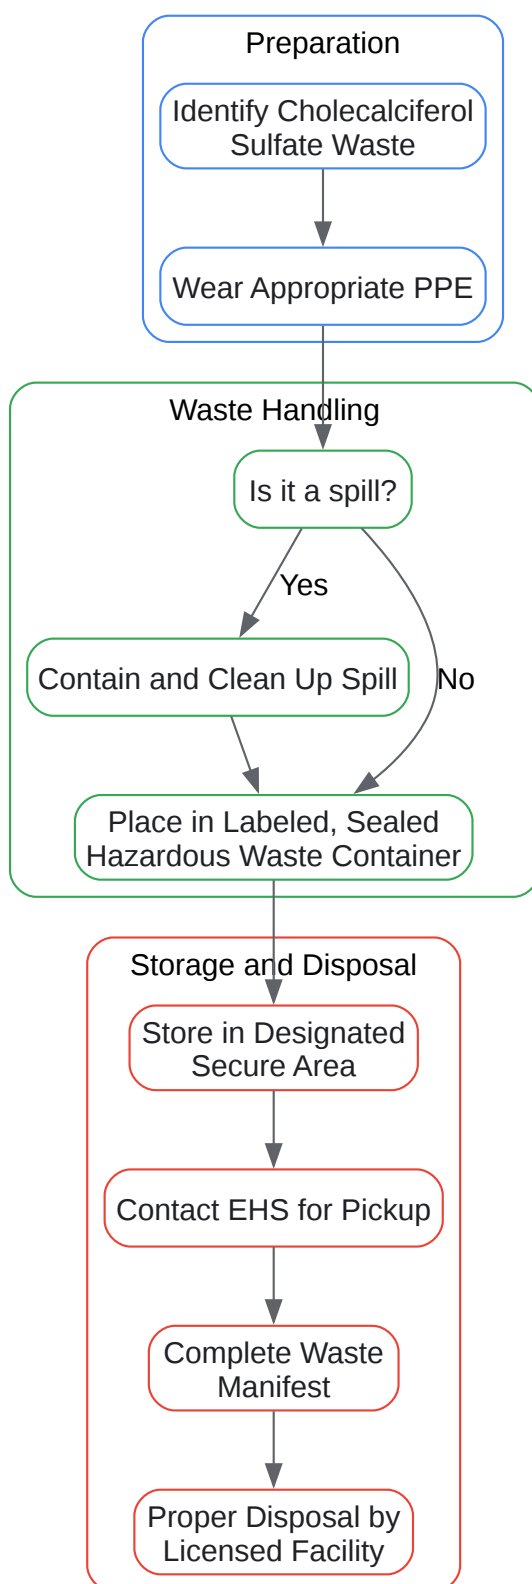 Preparation
Identify Cholecalciferol
Sulfate Waste
Wear Appropriate PPE
Waste Handling
Is it a spill?
Yes
Contain and Clean Up Spill
No
Place in Labeled, Sealed
Hazardous Waste Container
Storage and Disposal
Store in Designated
Secure Area
Contact EHS for Pickup
Complete Waste
Manifest
Proper Disposal by
Licensed Facility